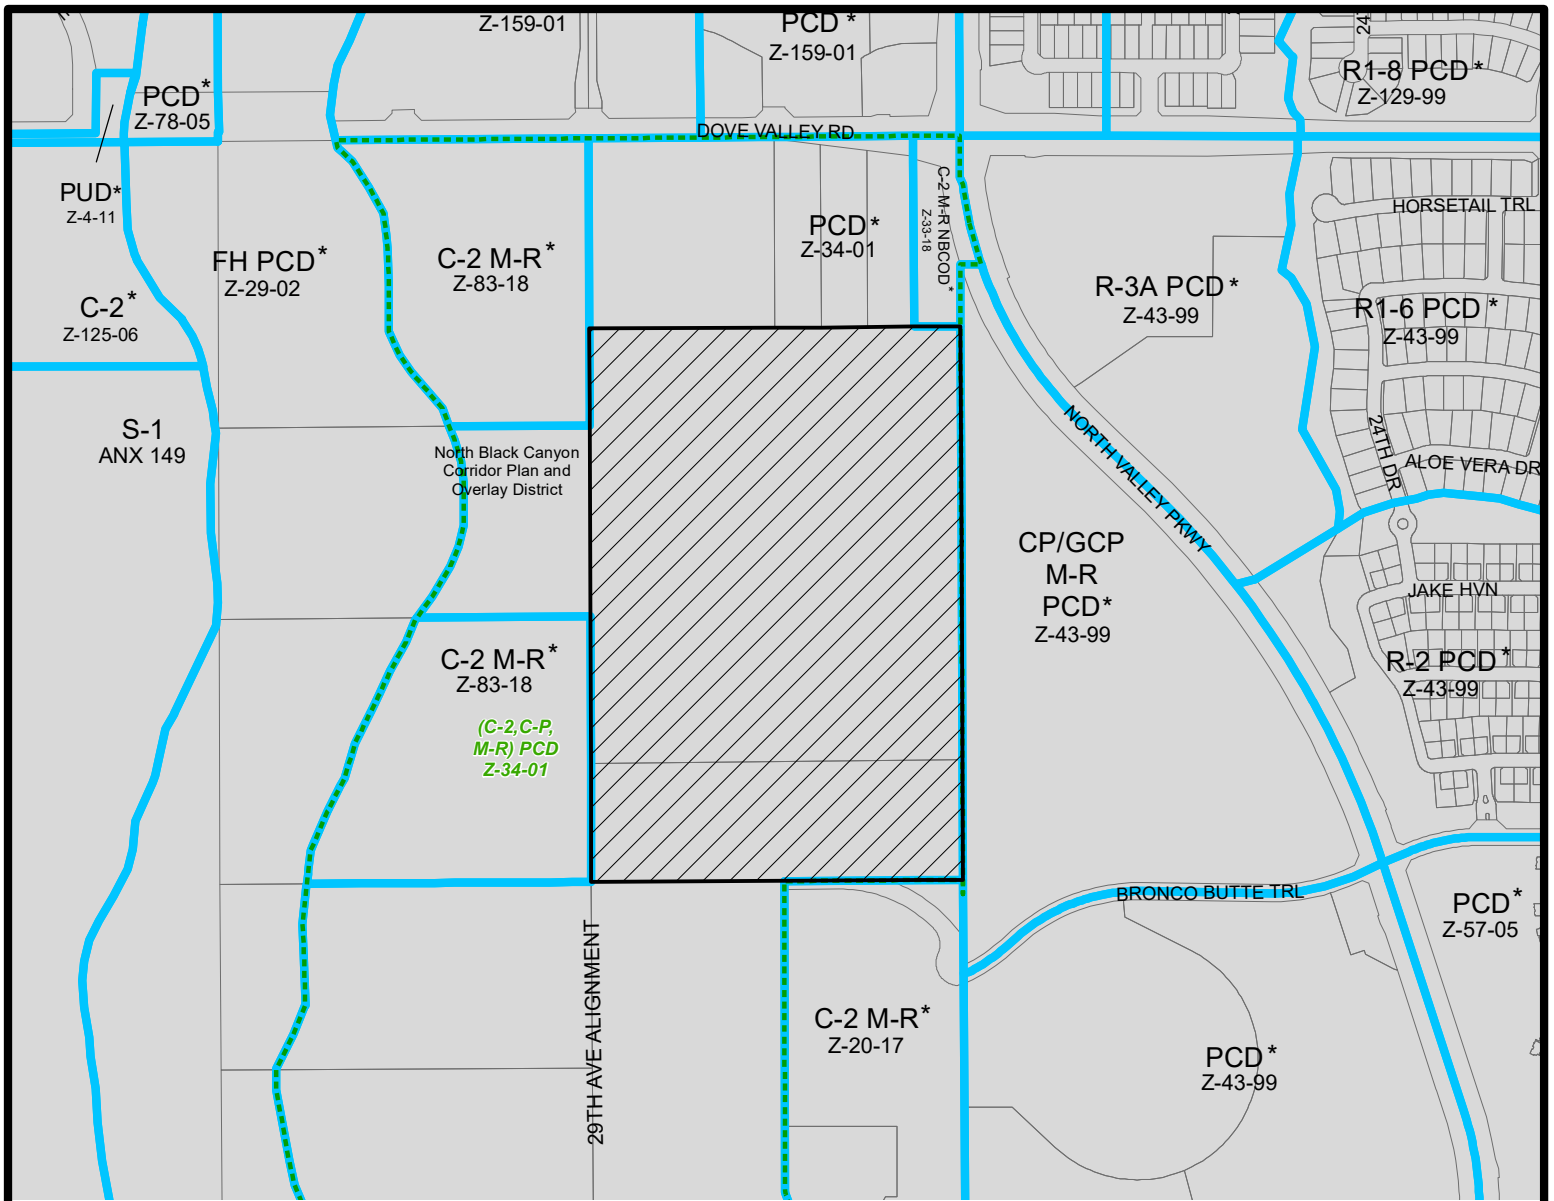 Z-159-01
PCD *
Z-159-01
R1-8 PCD *
Z-129-99
PCD *
Z-78-05
DOVE VALLEY RD
PUD*
Z-4-11
HORSETAIL TRL
C-2 M-R NBCOD *
Z-33-18
PCD *
Z-34-01
FH PCD *
Z-29-02
C-2 M-R *
Z-83-18
R-3A PCD *
Z-43-99
C-2 *
Z-125-06
R1-6 PCD *
Z-43-99
S-1
ANX 149
North Black Canyon
Corridor Plan and
Overlay District
NORTH VALLEY PKWY
24TH DR
ALOE VERA DR
CP/GCP
M-R
PCD*
Z-43-99
JAKE HVN
C-2 M-R *
Z-83-18
R-2 PCD *
Z-43-99
(C-2,C-P,
M-R) PCD
Z-34-01
BRONCO BUTTE TRL
PCD *
Z-57-05
29TH AVE ALIGNMENT
C-2 M-R *
Z-20-17
PCD *
Z-43-99